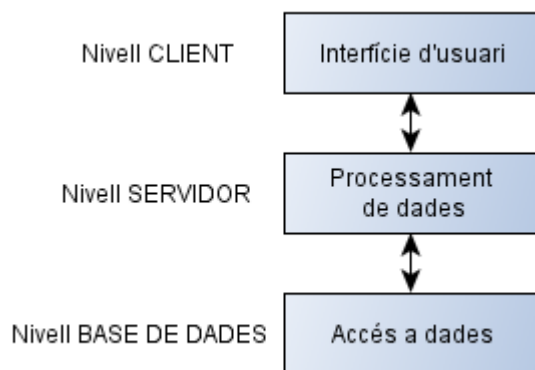 Nivell CLIENT
Interfície d'usuari
Nivell SERVIDOR
Processament
de dades
Nivell BASE DE DADES
Accés a dades